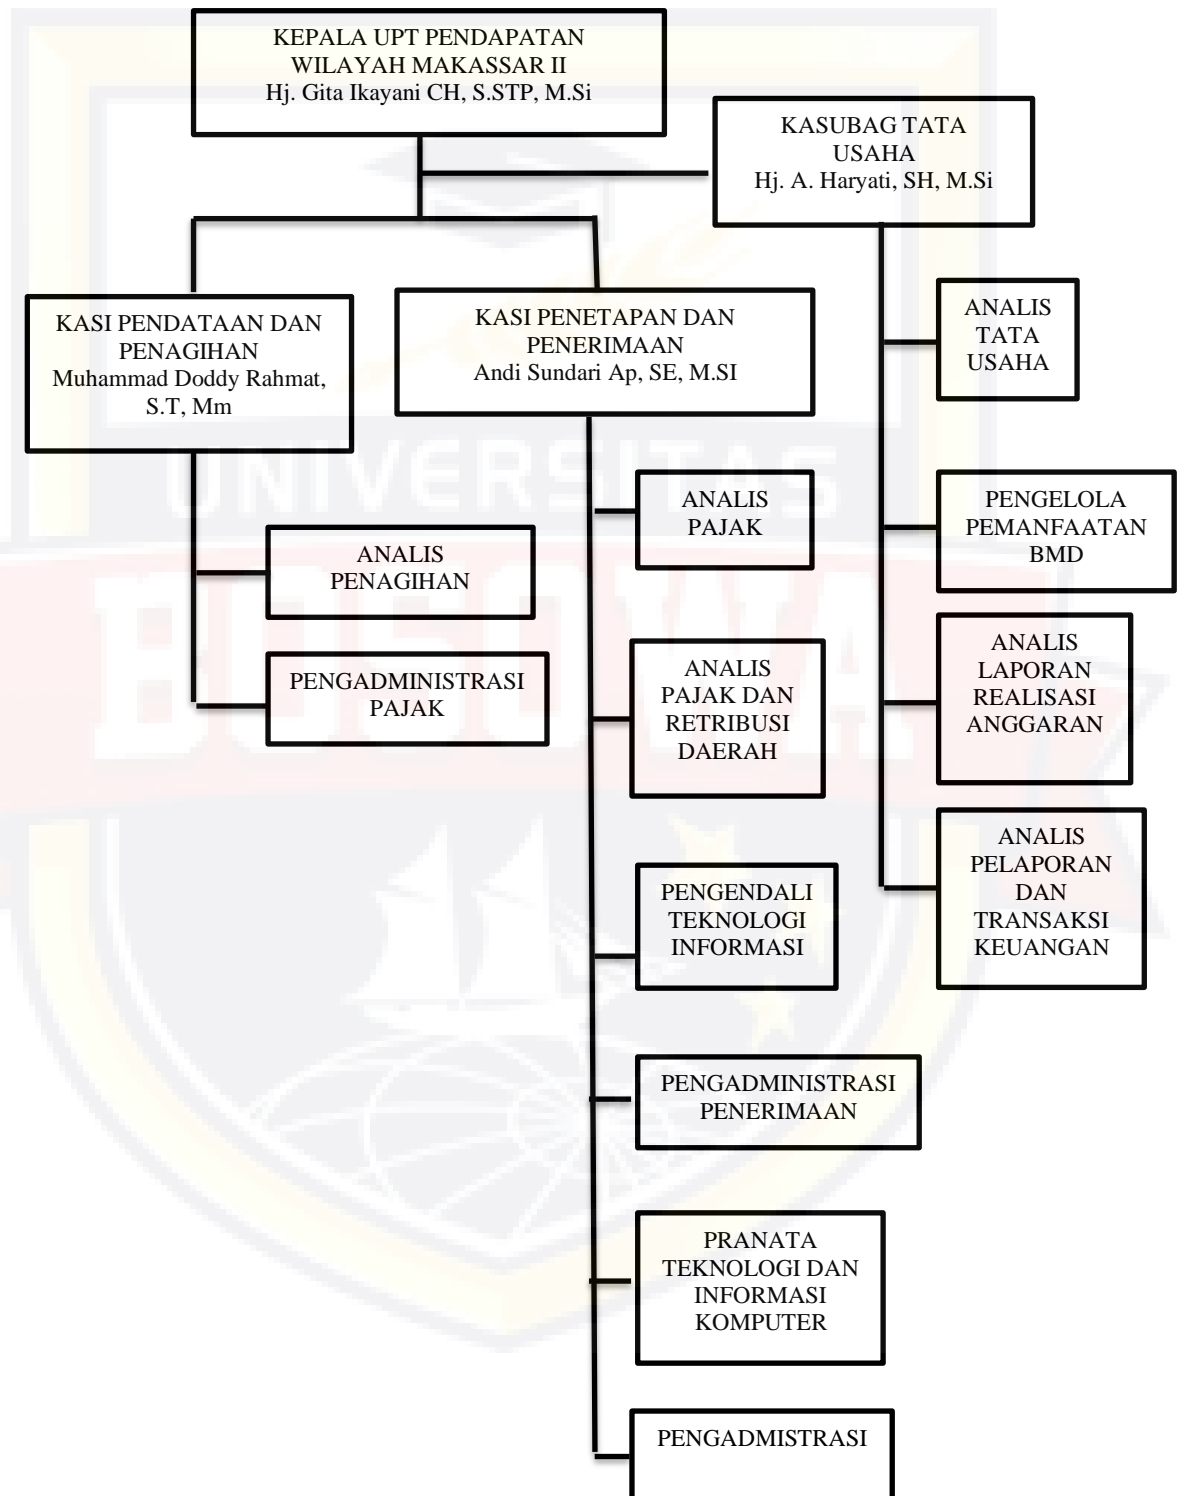 KEPALA UPT PENDAPATAN
WILAYAH MAKASSAR II
Hj. Gita Ikayani CH, S.STP, M.Si
KASUBAG TATA
USAHA
Hj. A. Haryati, SH, M.Si
KASI PENDATAAN DAN
PENAGIHAN
Muhammad Doddy Rahmat,
S.T, Mm
KASI PENETAPAN DAN
PENERIMAAN
Andi Sundari Ap, SE, M.SI
ANALIS
TATA
USAHA
ANALIS
PENAGIHAN
PENGADMINISTRASI
PAJAK
ANALIS
PAJAK
ANALIS
PAJAK DAN
RETRIBUSI
DAERAH
PENGENDALI
TEKNOLOGI
INFORMASI
PENGADMINISTRASI
PENERIMAAN
PRANATA
TEKNOLOGI DAN
INFORMASI
KOMPUTER
PENGADMISTRASI
PENGELOLA
PEMANFAATAN
BMD
ANALIS
LAPORAN
REALISASI
ANGGARAN
ANALIS
PELAPORAN
DAN
TRANSAKSI
KEUANGAN
UNIVERSITAS
BOSOWA